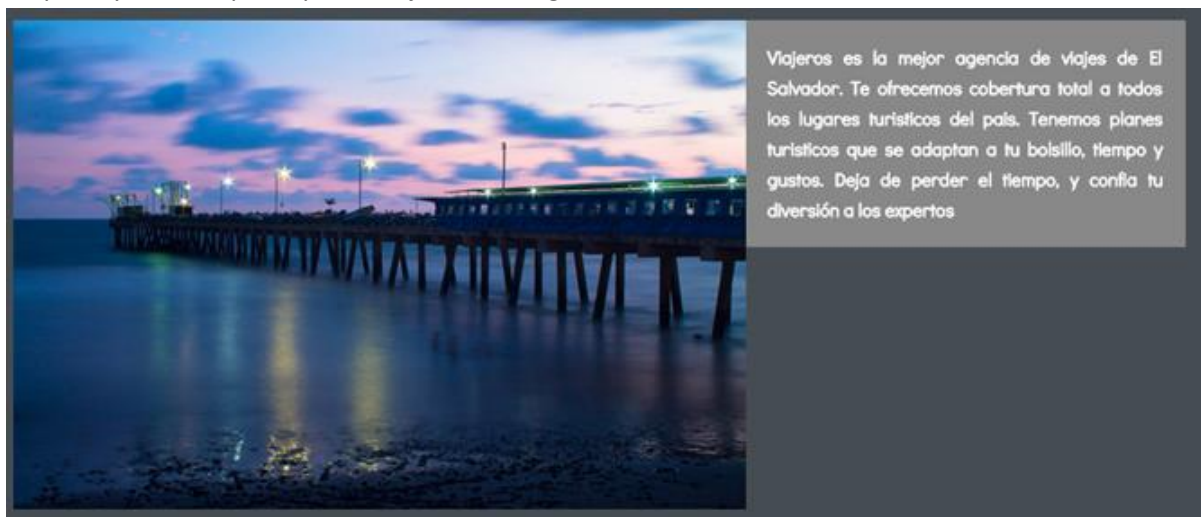 Viajeros es la mejor agencia de viajes de El
Salvador. Te ofrecemos cobertura total a todos
los lugares turisticos del pais. Tenemos planes
turisticos que se adaptan a tu bolsillo, tiempo y
gustos. Deja de perder el tiempo, y confia tu
diversión a los expertos